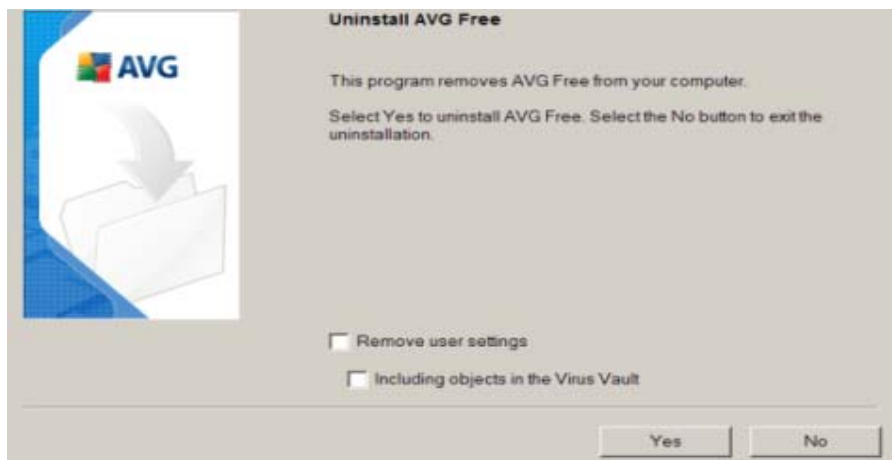 Uninstall AVG Free
AVG
This program removes AVG Free from your computer.
Select Yes to uninstall AVG Free. Select the No button to exit the
uninstallation.
Remove user settings
Including objects in the Virus Vault
Yes
No